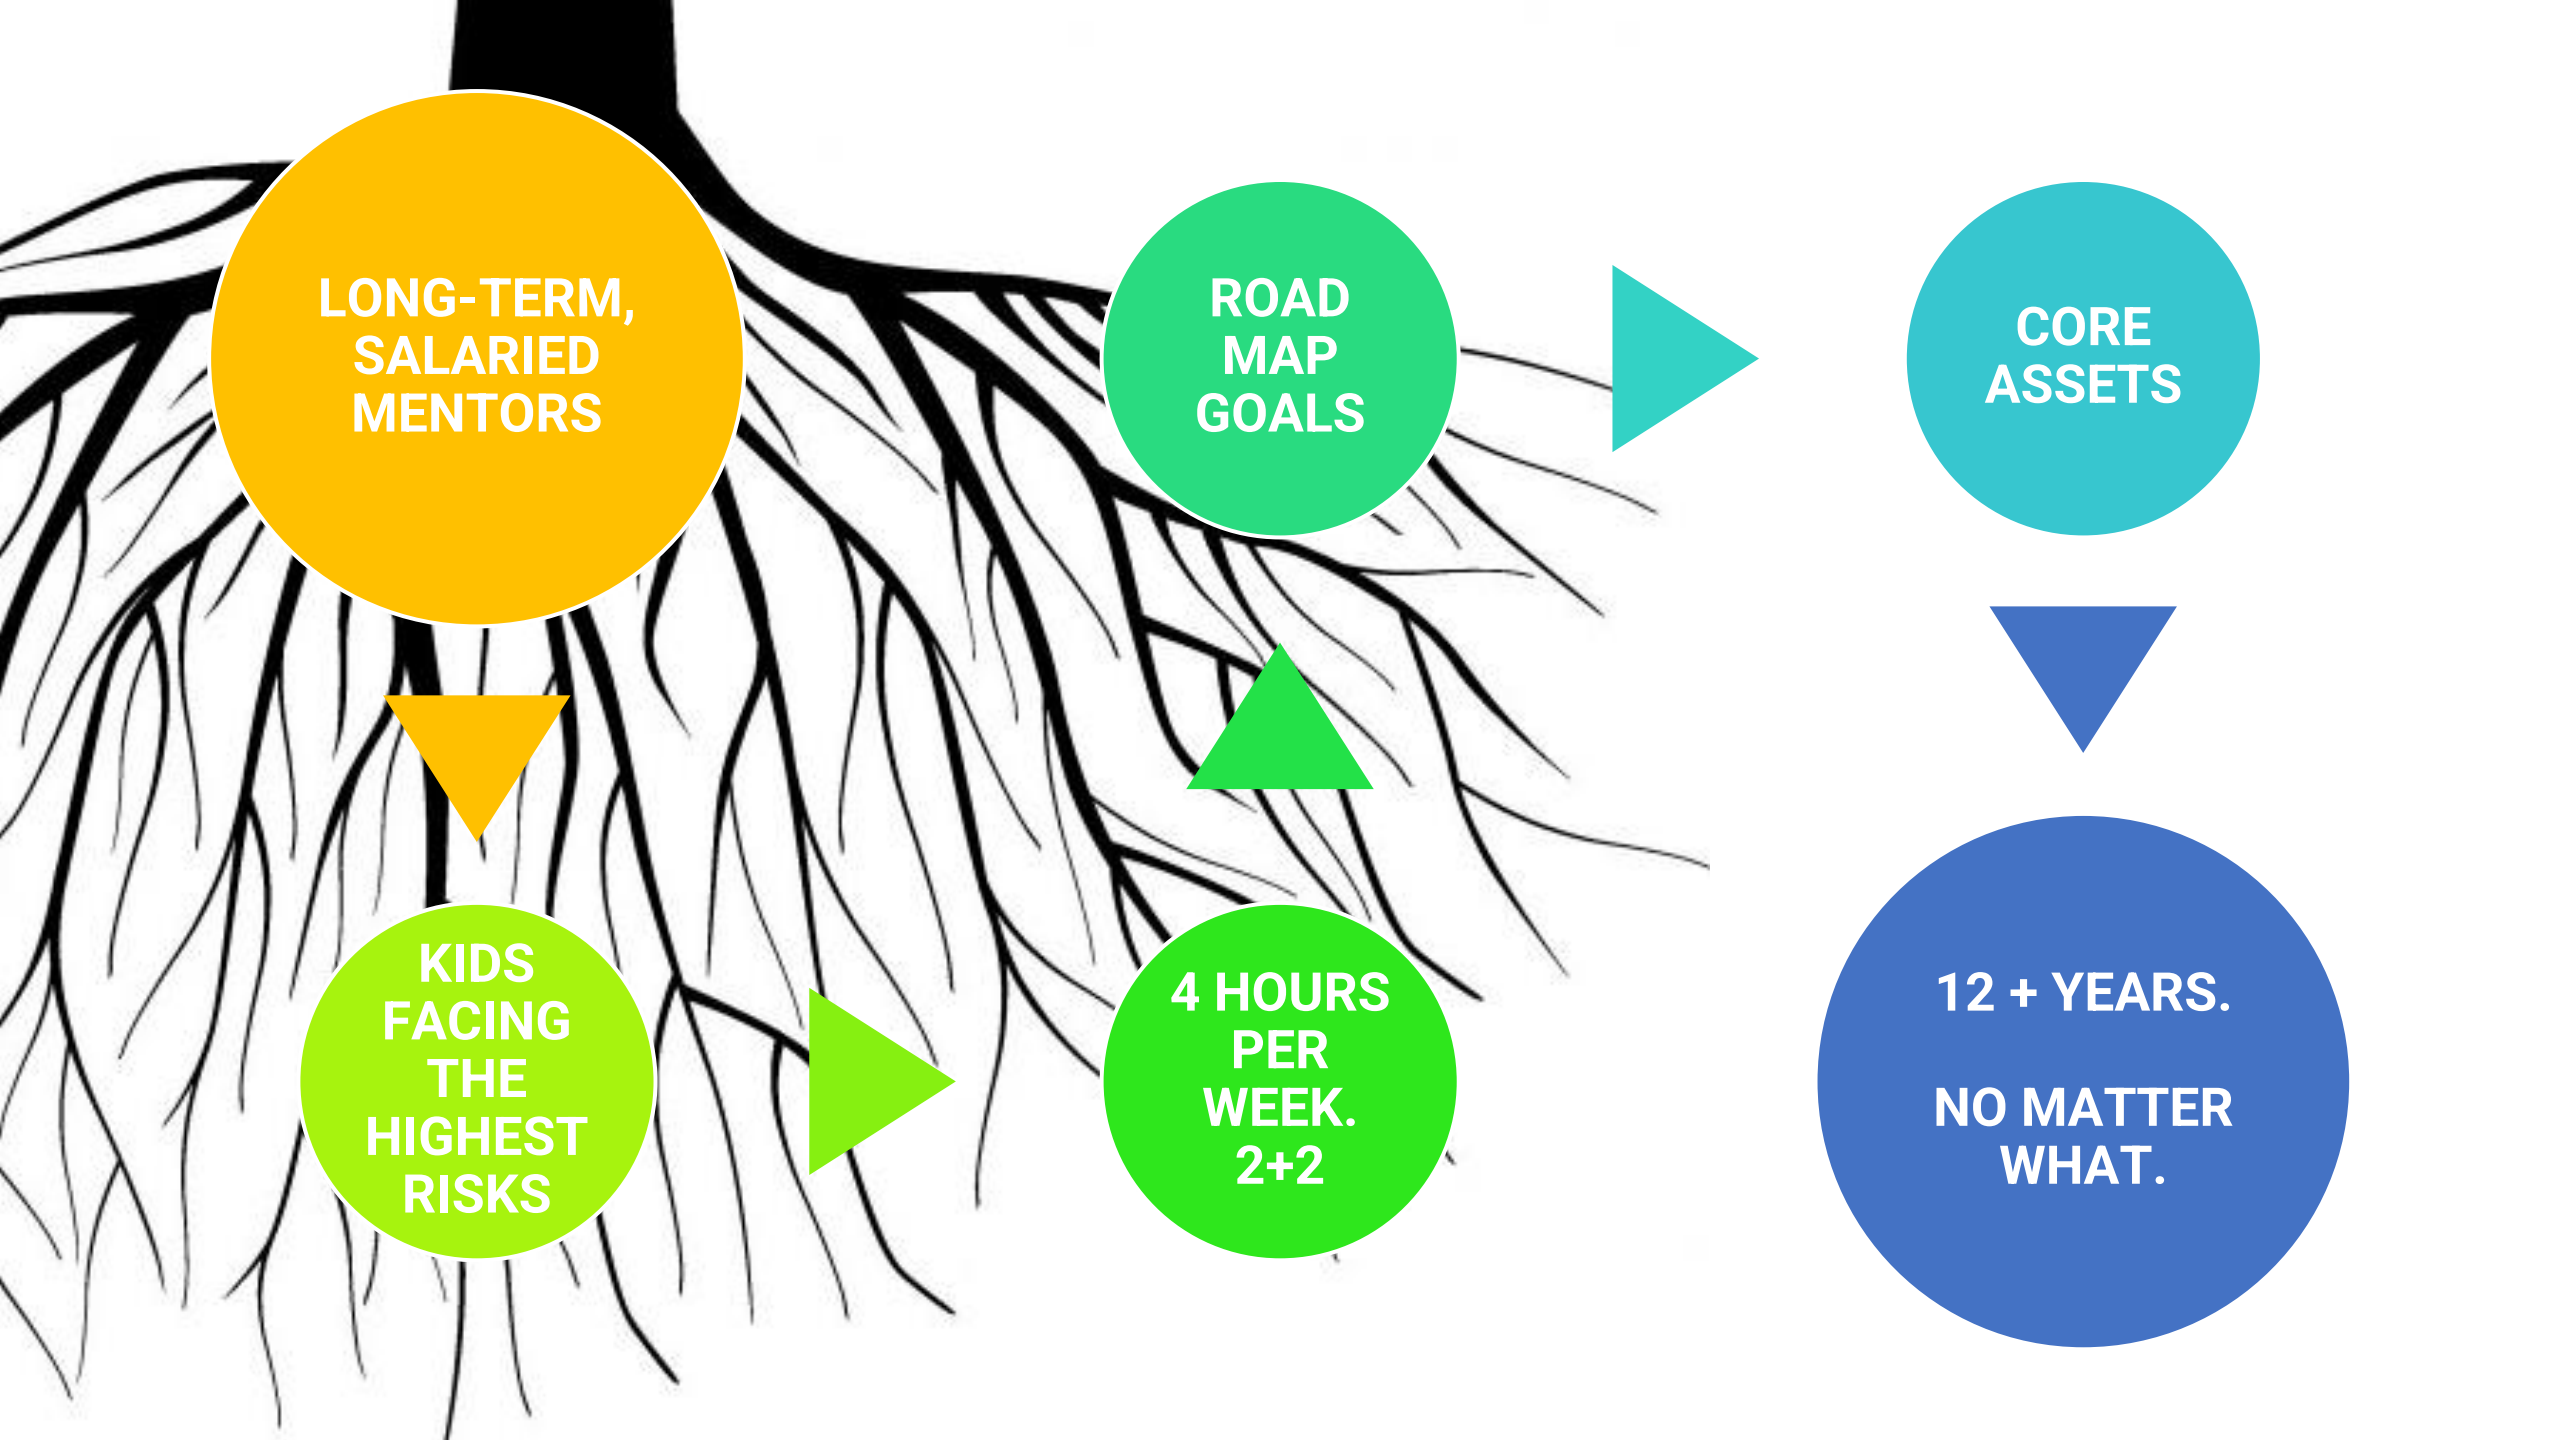 LONG-TERM,
SALARIED
MENTORS
KIDS
FACING
THE
HIGHEST
RISKS
4 HOURS
PER
WEEK.
2+2
ROAD
MAP
GOALS
CORE
ASSETS
12 + YEARS.
NO MATTER
WHAT.